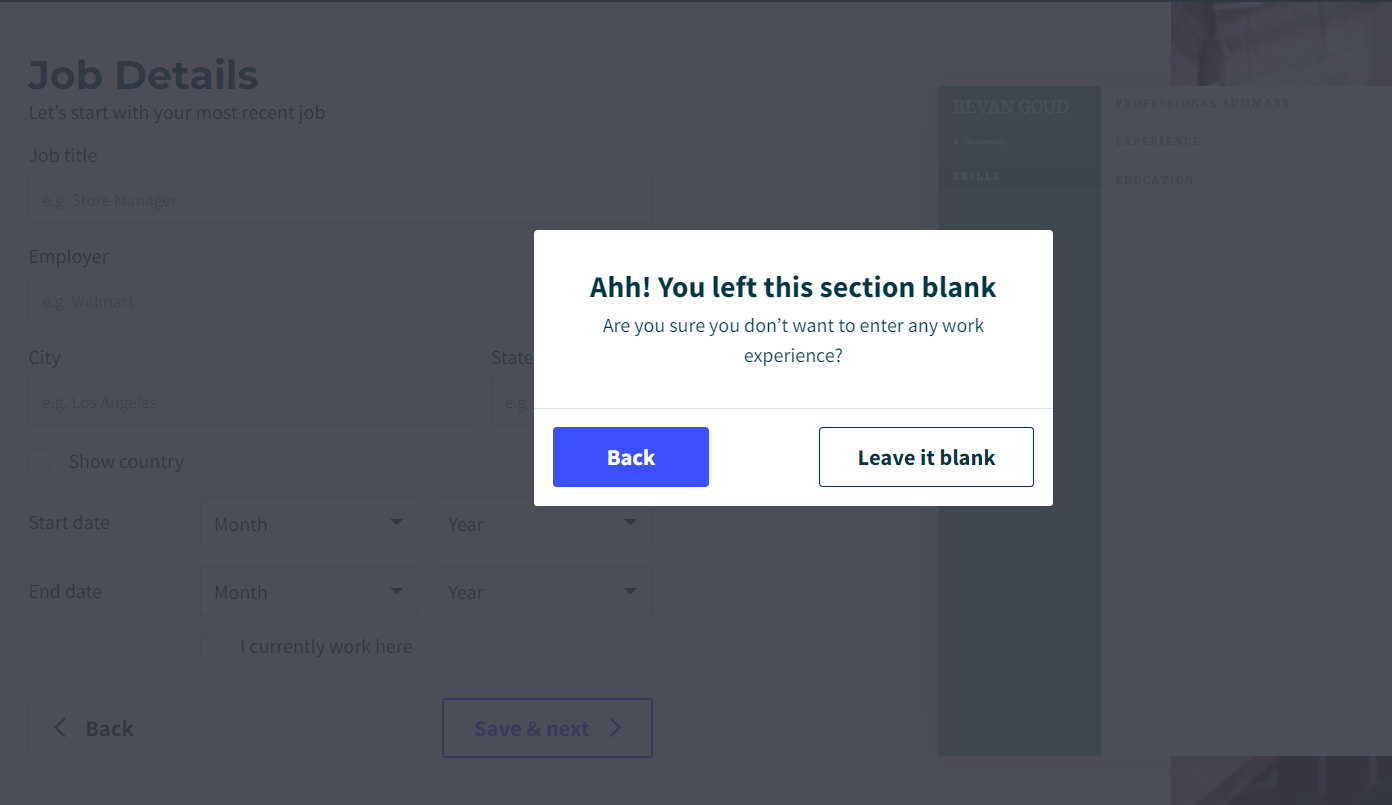 Job Details
Let's start with your most recent job
Job title
e.g. Store Manager
Employer
e.g. Walmart
City
State
e.g. Los Angeles
e.g.
Show country
Start date
Month
Year
End date
Month
Year
I currently work here
Back
Save & next
REVAN GOUD
SKILLS
PROFESSIONAL SUMMARY
EXPERIENCE
EDUCATION
Ahh! You left this section blank
Are you sure you don’t want to enter any work
experience?
Back
Leave it blank